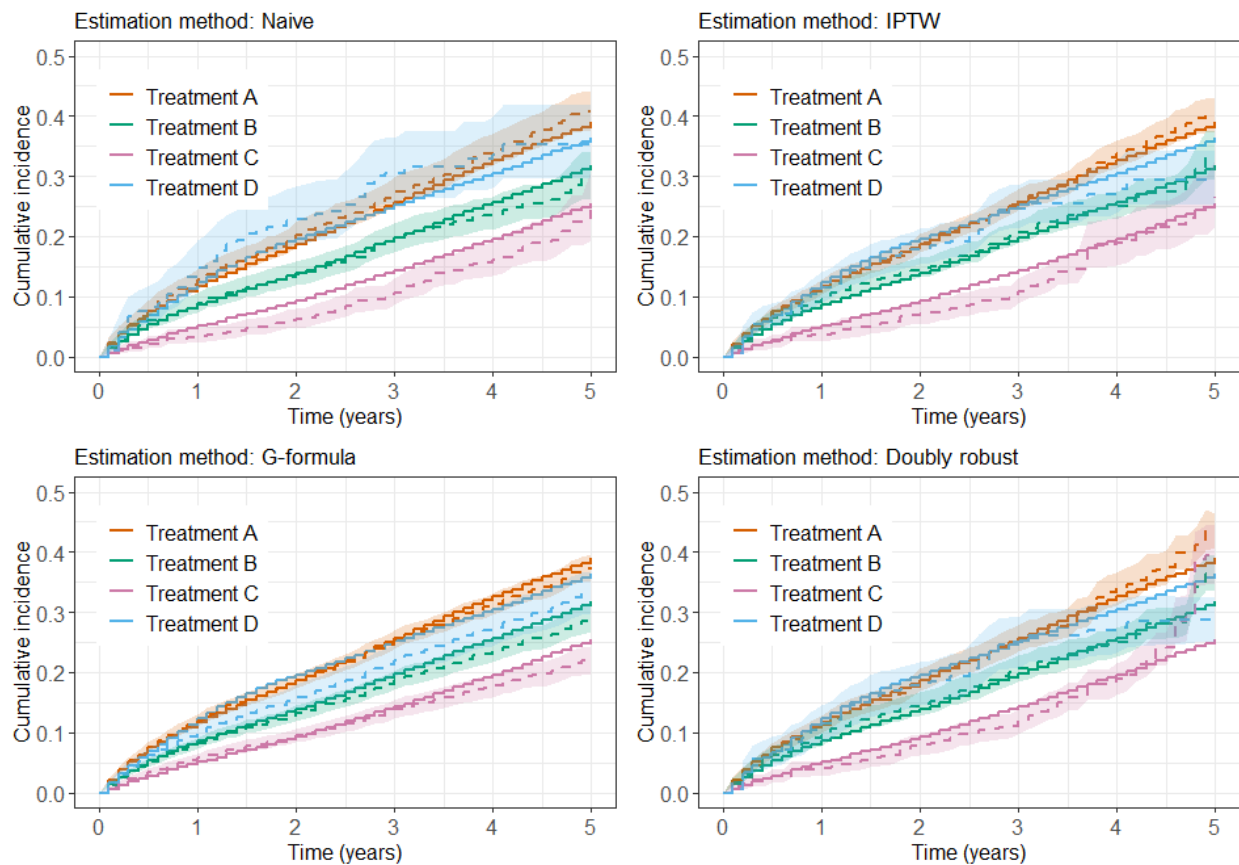 Estimation method: Naive
Cumulative incidence
0.5
0.4
0.3
0.2
0.1
0.0
Treatment A
Treatment B
Treatment C
Treatment D
0 1 2 3 4 5
Time (years)
Estimation method: IPTW
Cumulative incidence
0.5
0.4
0.3
0.2
0.1
0.0
Treatment A
Treatment B
Treatment C
Treatment D
0 1 2 3 4 5
Time (years)
Estimation method: G-formula
Cumulative incidence
0.5
0.4
0.3
0.2
0.1
0.0
Treatment A
Treatment B
Treatment C
Treatment D
0 1 2 3 4 5
Time (years)
Estimation method: Doubly robust
Cumulative incidence
0.5
0.4
0.3
0.2
0.1
0.0
Treatment A
Treatment B
Treatment C
Treatment D
0 1 2 3 4 5
Time (years)